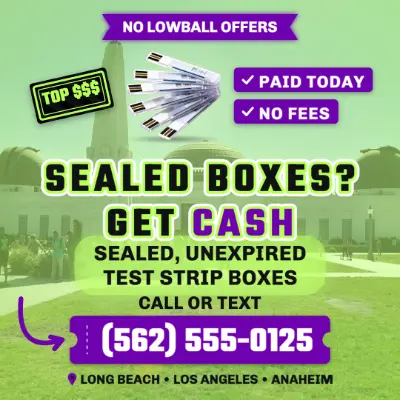 NO LOWBALL OFFERS
TOP $$$
✓ PAID TODAY
✓ NO FEES
SEALED BOXES?
GET CASH
SEALED, UNEXPIRED
TEST STRIP BOXES
CALL OR TEXT
(562) 555-0125
LONG BEACH • LOS ANGELES • ANAHEIM